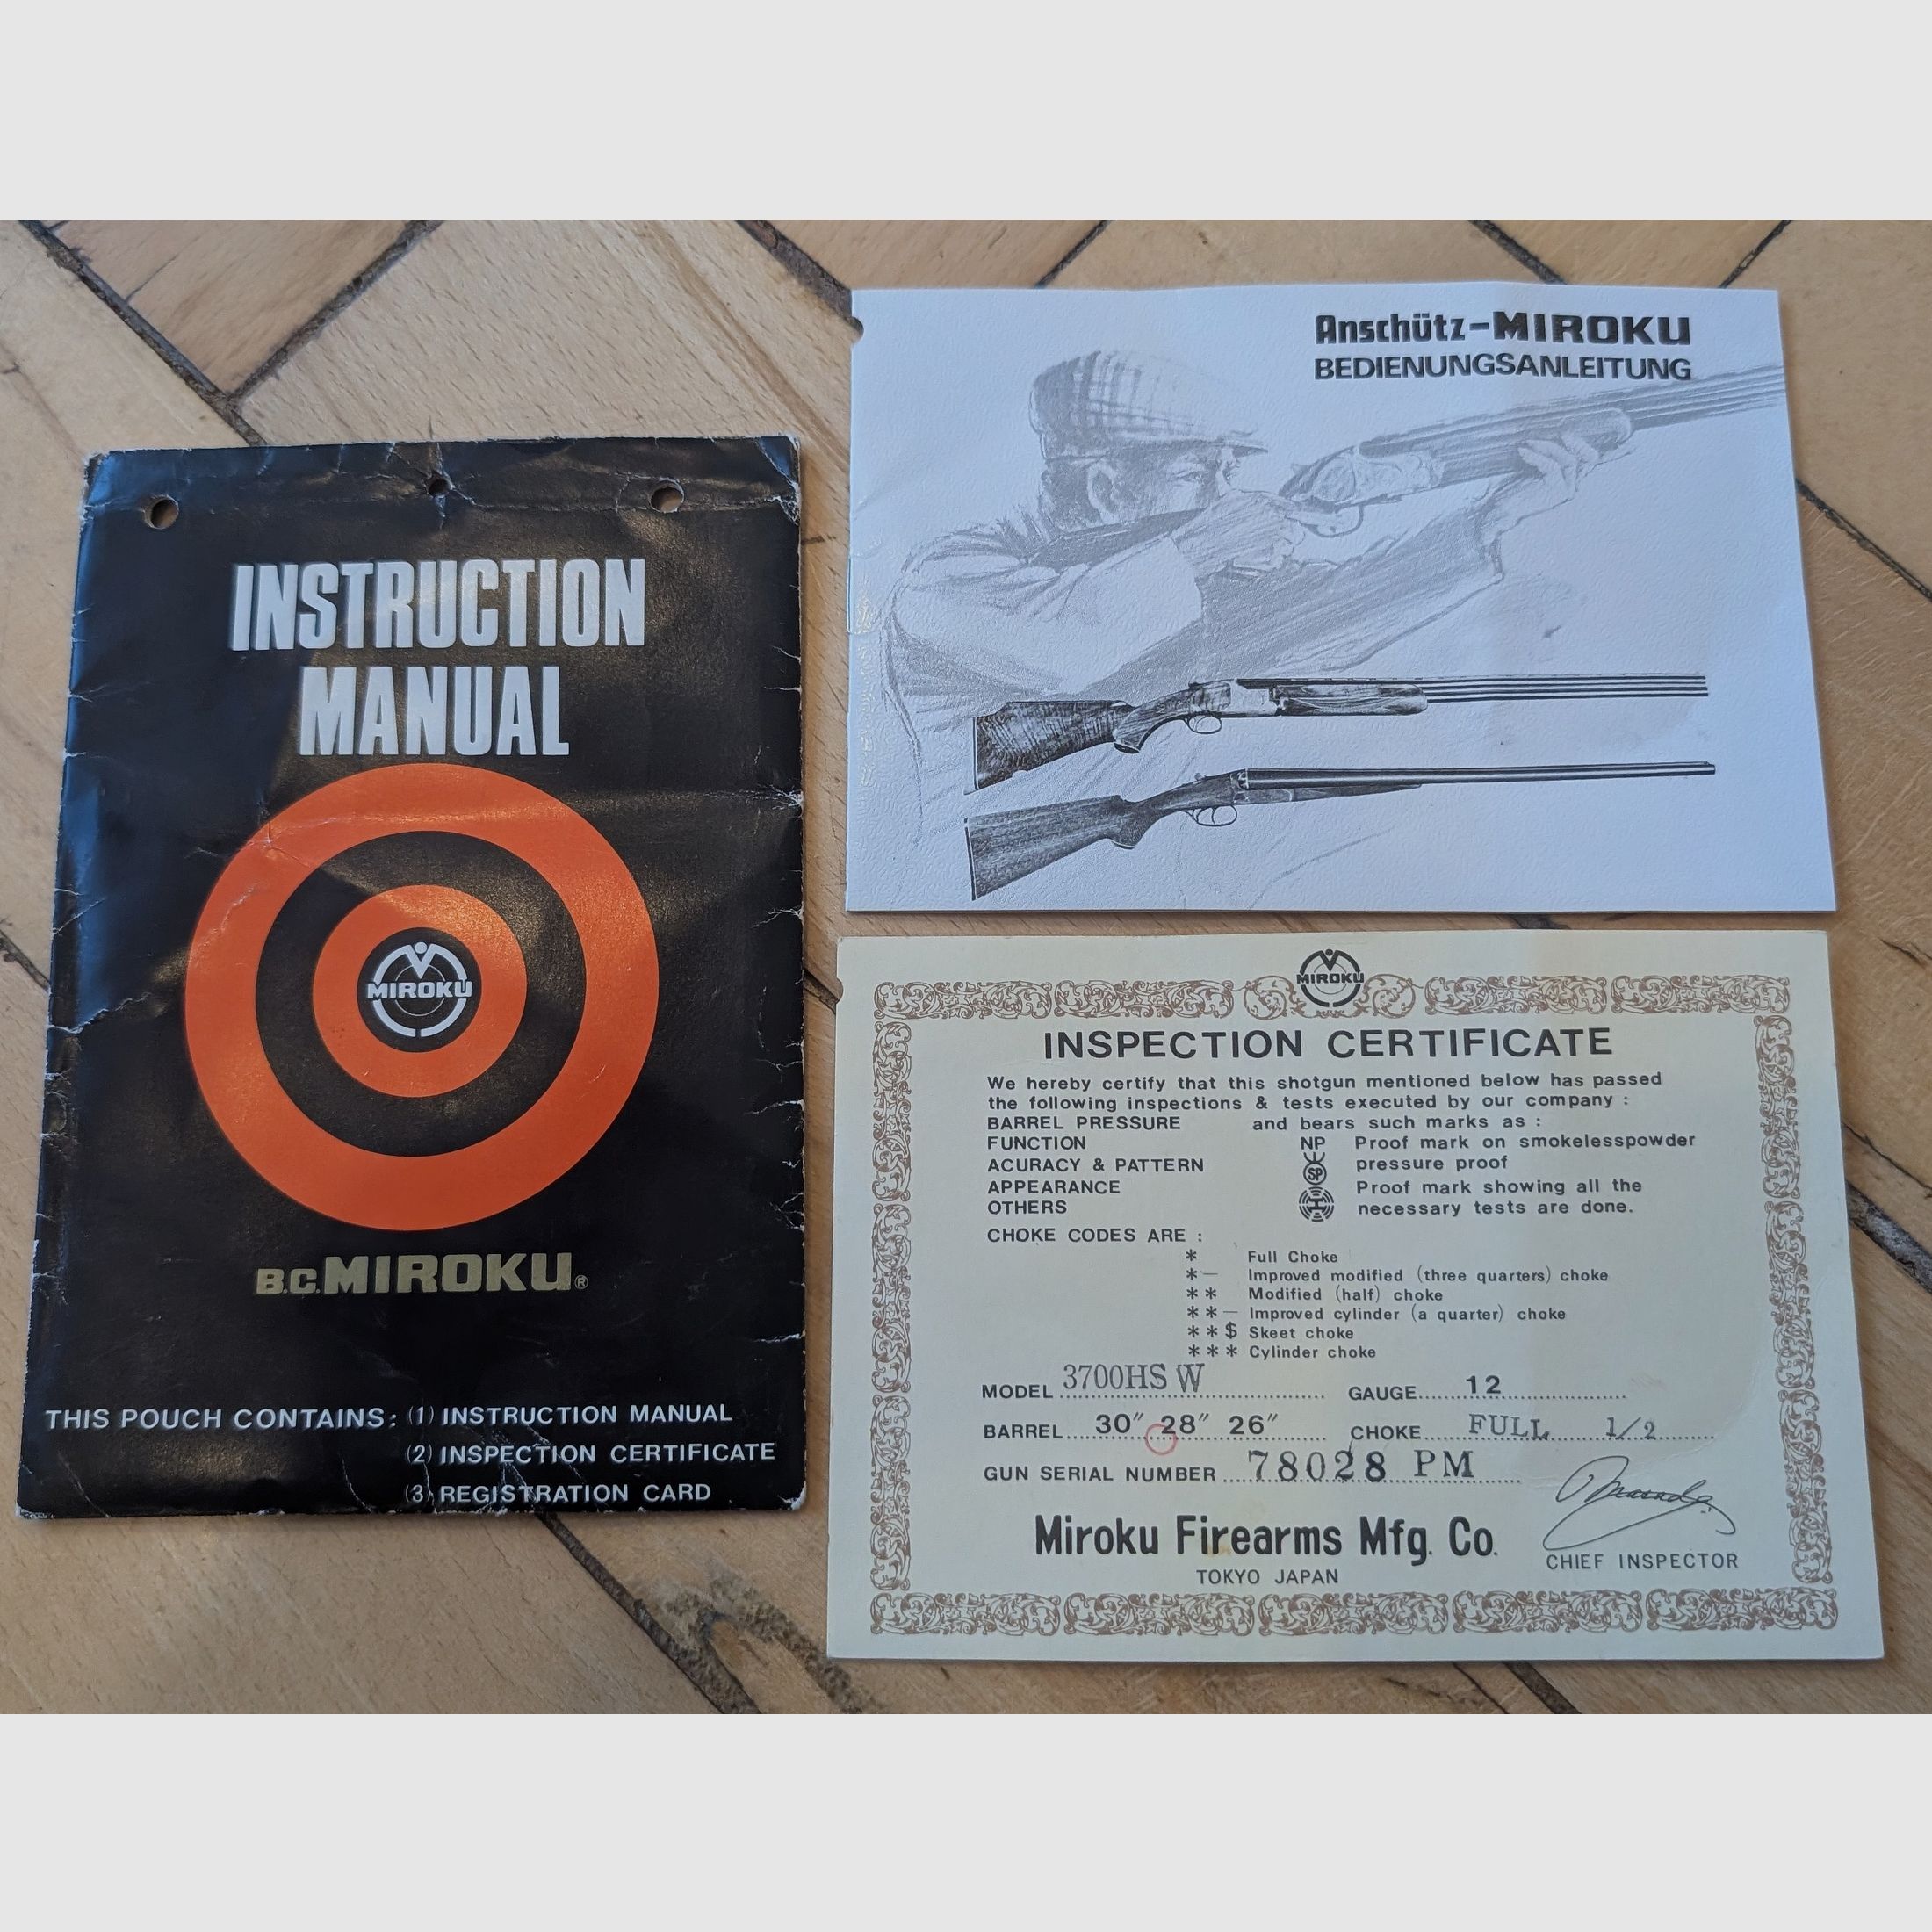 INSTRUCTION
MANUAL
MIROKU
B.C. MIROKU®
THIS POUCH CONTAINS: (1) INSTRUCTION MANUAL
(2) INSPECTION CERTIFICATE
(3) REGISTRATION CARD
Anschütz-MIROKU
BEDIENUNGSANLEITUNG
MIROKU
INSPECTION CERTIFICATE
We hereby certify that this shotgun mentioned below has passed
the following inspections & tests executed by our company :
BARREL PRESSURE and bears such marks as :
FUNCTION NP Proof mark on smokelesspowder
ACURACY & PATTERN SP pressure proof
APPEARANCE Proof mark showing all the
OTHERS necessary tests are done.
CHOKE CODES ARE :
* Full Choke
*- Improved modified (three quarters) choke
** Modified (half) choke
**- Improved cylinder (a quarter) choke
**$ Skeet choke
*** Cylinder choke
MODEL 3700HS W GAUGE 12
BARREL 30" 28" 26" CHOKE FULL 1/2
GUN SERIAL NUMBER 78028 PM
Miroku Firearms Mfg. Co.
TOKYO JAPAN
CHIEF INSPECTOR